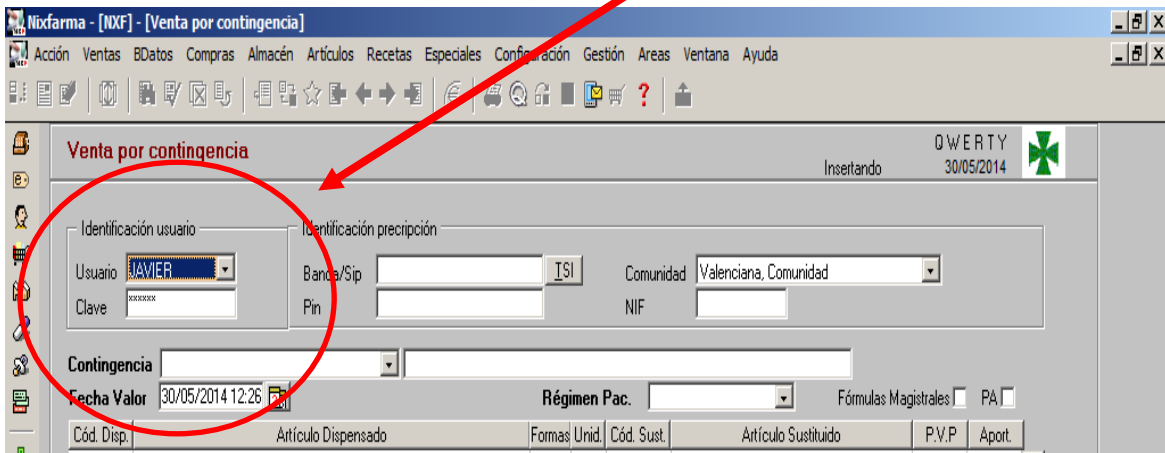 Nixfarma - [NXF] - [Venta por contingencia]
Acción Ventas BDatos Compras Almacén Artículos Recetas Especiales Configuración Gestión Areas Ventana Ayuda
Venta por contingencia
QWERTY
Insertando 30/05/2014
Identificación usuario
Identificación precripción
Usuario JAVIER
Banda/Sip TSI Comunidad Valenciana, Comunidad
Clave xxxxxx
Pin NIF
Contingencia
Fecha Valor 30/05/2014 12:26 Régimen Pac. Fórmulas Magistrales PA
Cód. Disp. Artículo Dispensado Formas Unid. Cód. Sust. Artículo Sustituido P.V.P Aport.